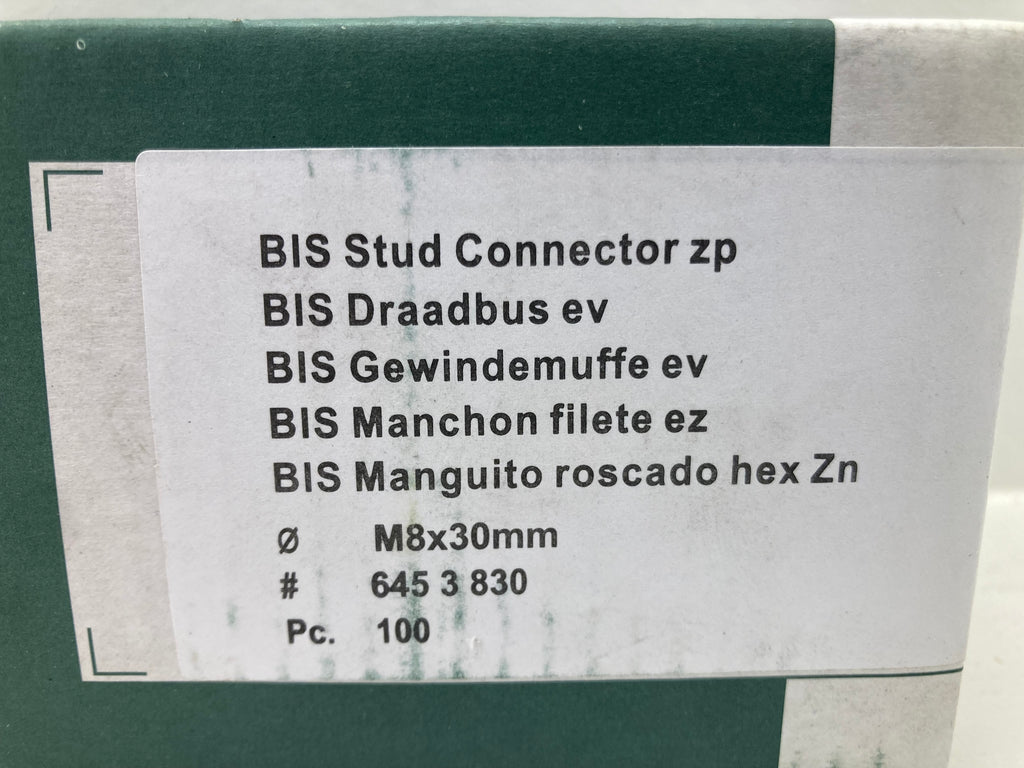 BIS Stud Connector zp
BIS Draadbus ev
BIS Gewindemuffe ev
BIS Manchon filete ez
BIS Manguito roscado hex Zn
Ø M8x30mm
# 645 3 830
Pc. 100